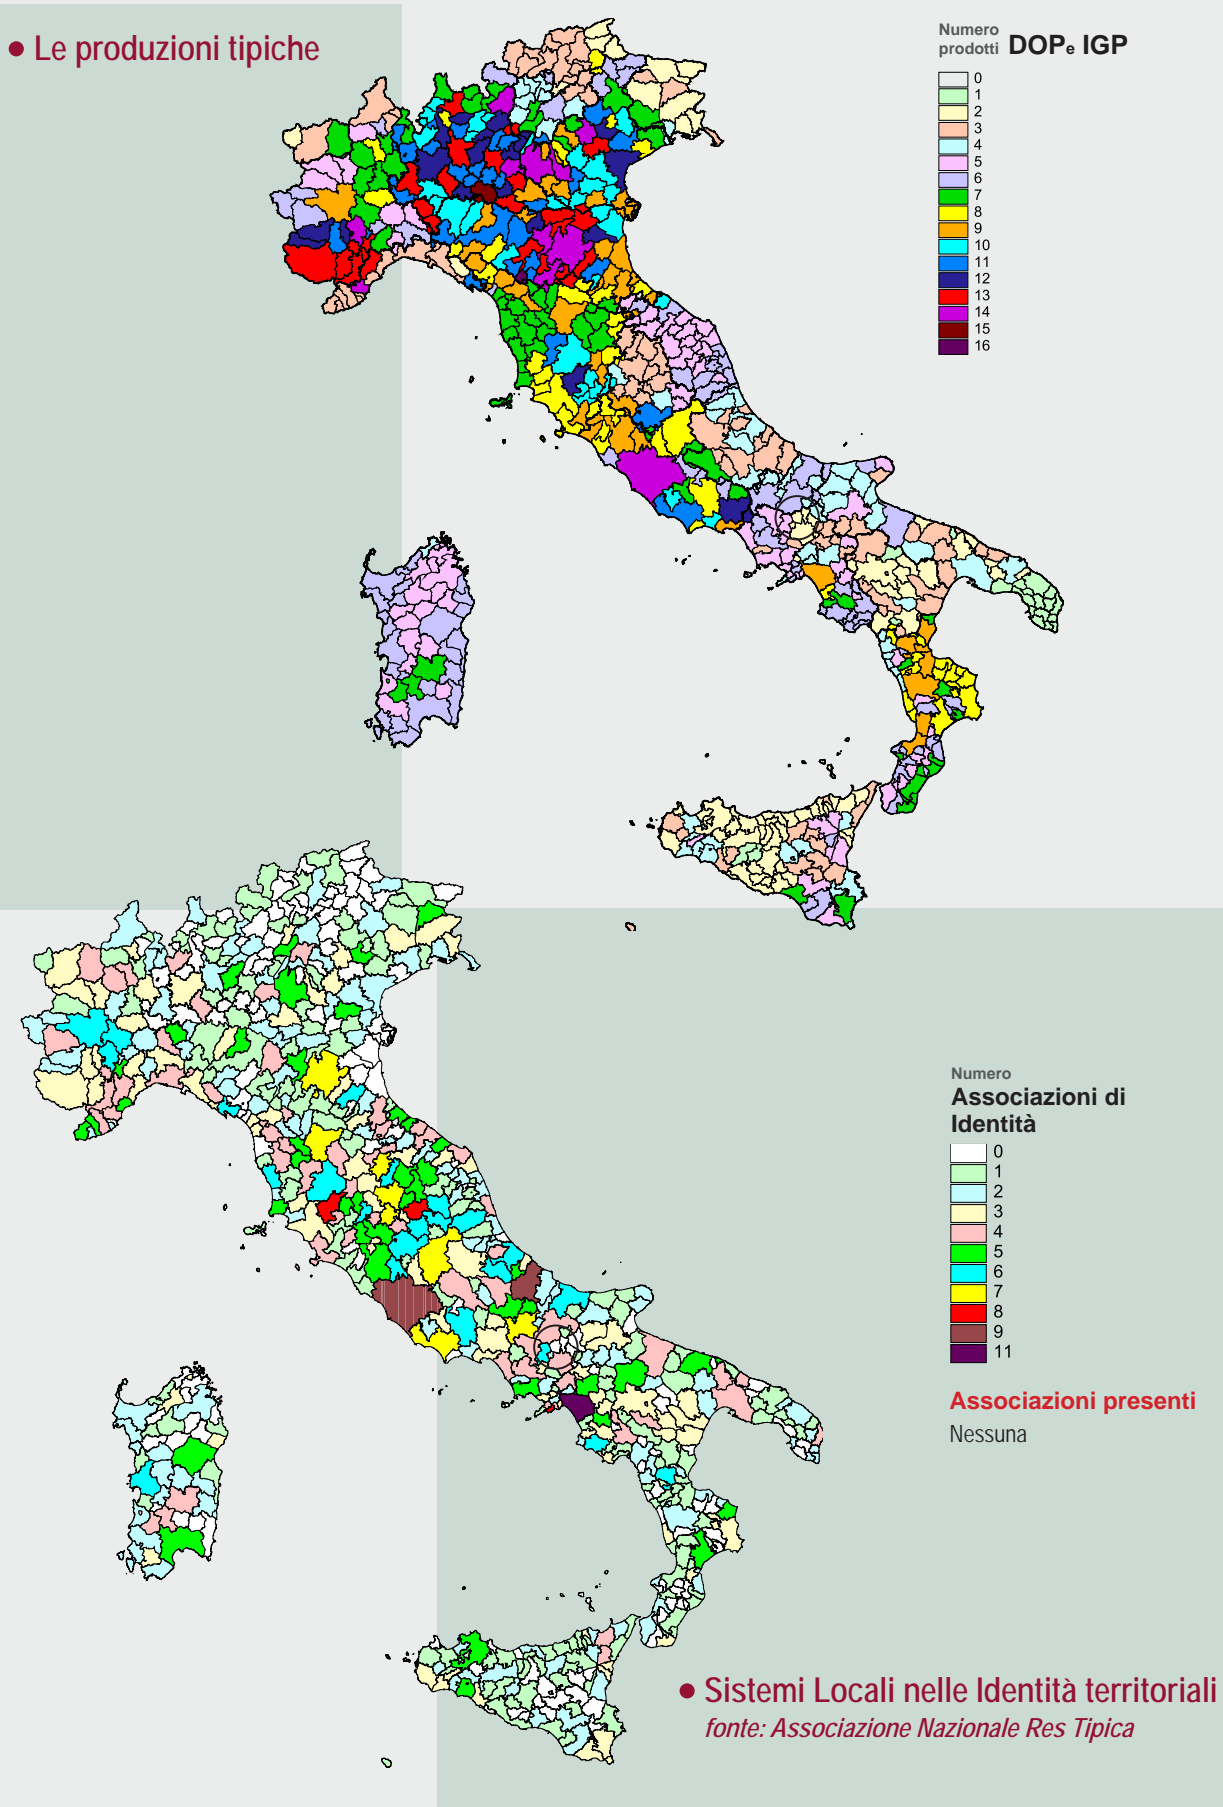 • Le produzioni tipiche
Numero
prodotti DOPe IGP
0
1
2
3
4
5
6
7
8
9
10
11
12
13
14
15
16
Numero
Associazioni di
Identità
0
1
2
3
4
5
6
7
8
9
11
Associazioni presenti
Nessuna
• Sistemi Locali nelle Identità territoriali
fonte: Associazione Nazionale Res Tipica